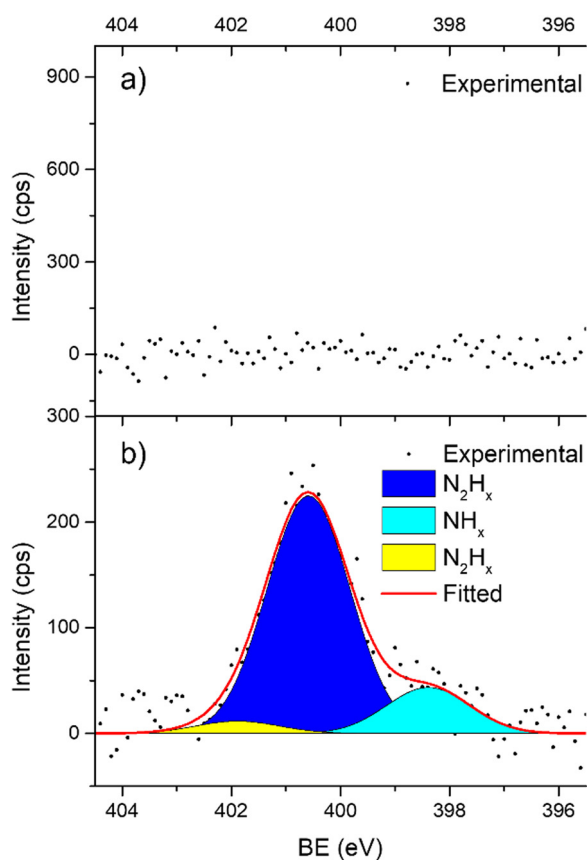 404 402 400 398 396
a)
Experimental
900
600
300
0
Intensity (cps)
300
b)
Experimental
N₂Hₓ
NHₓ
N₂Hₓ
Fitted
200
100
0
Intensity (cps)
404 402 400 398 396
BE (eV)